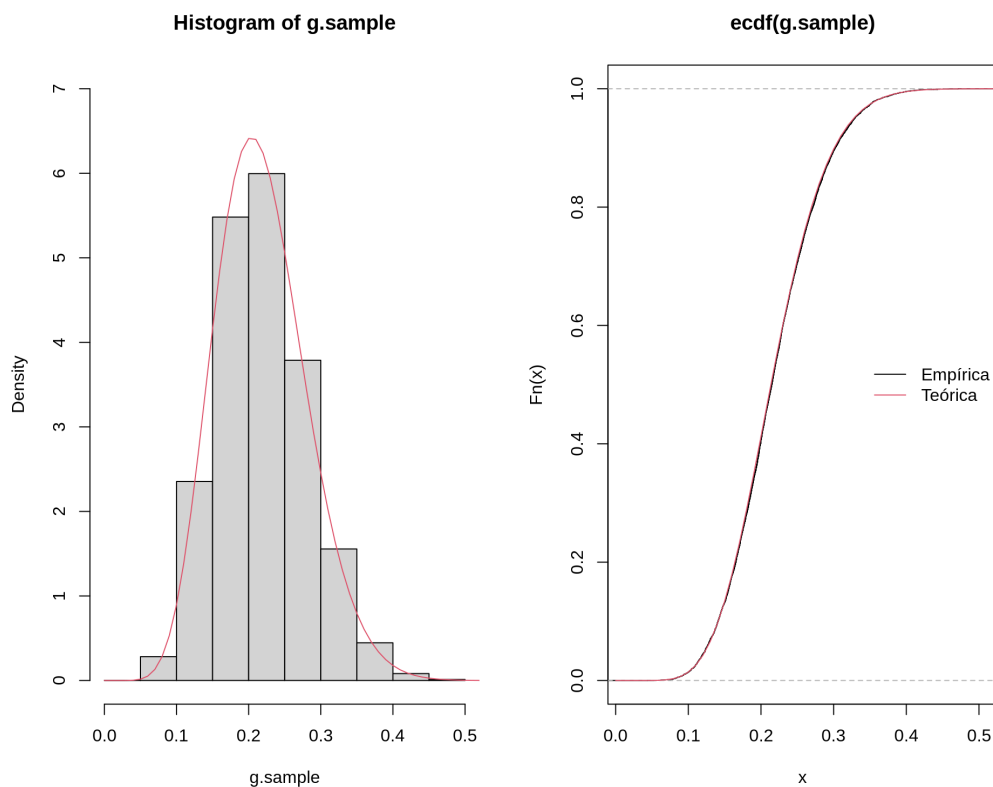 Histogram of g.sample
Density
0
1
2
3
4
5
6
7
0.0 0.1 0.2 0.3 0.4 0.5
g.sample
ecdf(g.sample)
Fn(x)
0.0
0.2
0.4
0.6
0.8
1.0
Empírica
Teórica
0.0 0.1 0.2 0.3 0.4 0.5
x